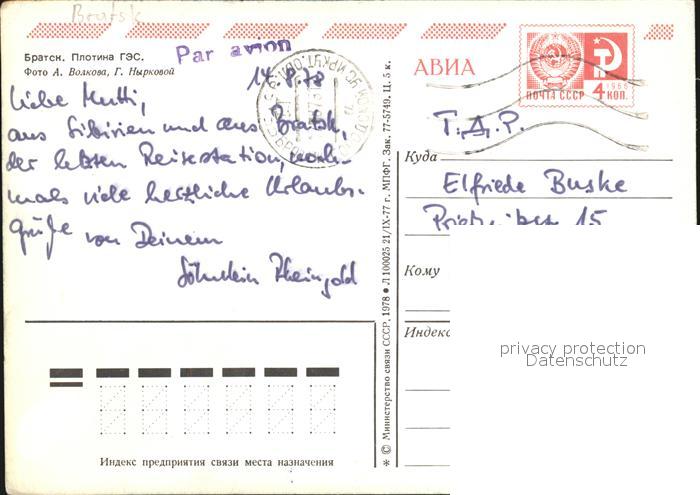 Bratsk
Братск. Плотина ГЭС.
Фото А. Волкова, Г. Нырковой
Par avion
14. 8. 78
Liebe Mutti,
aus Sibirien und aus Bratsk,
der letzten Reisestation, noch-
mals viele herzliche Urlaubs-
grüße von Deinem
Söhnlein Rheingold
АВИА
ПОЧТА СССР
1966
4 КОП.
Г.Д.Р.
Куда
Elfriede Buske
15
Кому
Индекс
privacy protection
Datenschutz
Индекс предприятия связи места назначения
* © Министерство связи СССР, 1978 ● Л 100025 21/IX-77 г. МПФГ. Зак. 77-5749. Ц. 5 к.